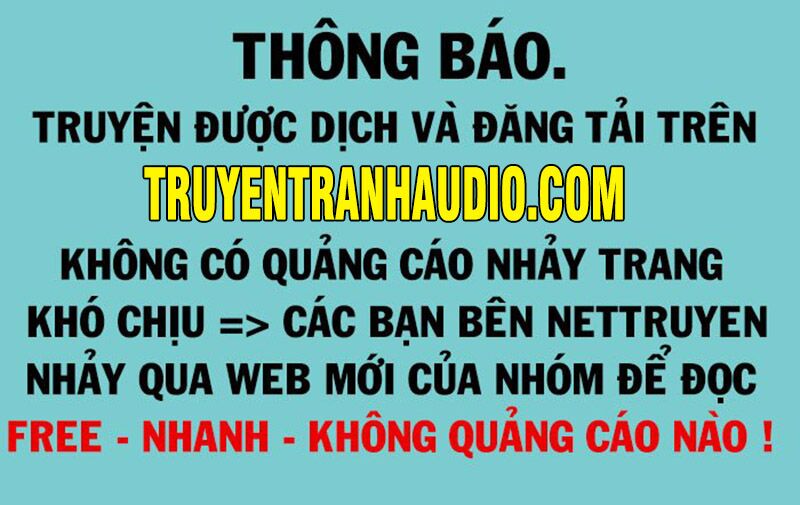 THÔNG BÁO.
TRUYỆN ĐƯỢC DỊCH VÀ ĐĂNG TẢI TRÊN
TRUYENTRANHAUDIO.COM
KHÔNG CÓ QUẢNG CÁO NHẢY TRANG
KHÓ CHỊU => CÁC BẠN BÊN NETTRUYEN
NHẢY QUA WEB MỚI CỦA NHÓM ĐỂ ĐỌC
FREE - NHANH - KHÔNG QUẢNG CÁO NÀO !